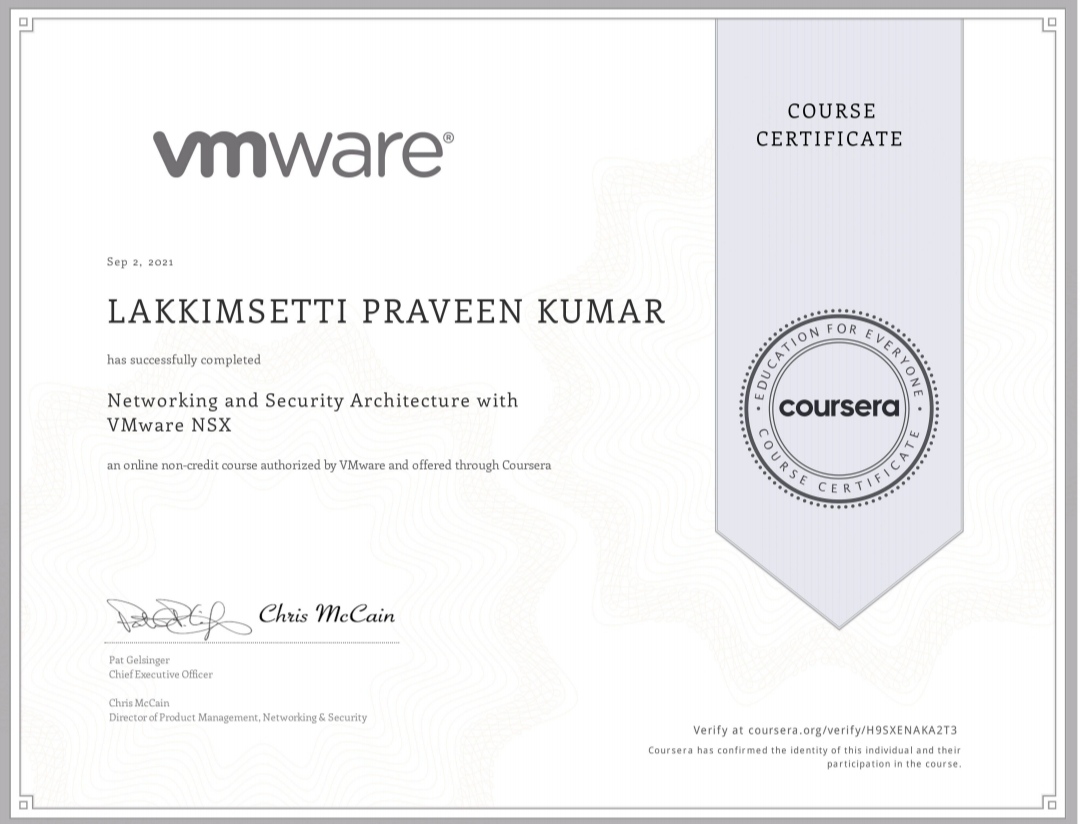 COURSE
CERTIFICATE
vmware®
Sep 2, 2021
LAKKIMSETTI PRAVEEN KUMAR
has successfully completed
Networking and Security Architecture with
VMware NSX
an online non-credit course authorized by VMware and offered through Coursera
EDUCATION FOR EVERYONE
coursera
COURSE CERTIFICATE
Chris McCain
Pat Gelsinger
Chief Executive Officer
Chris McCain
Director of Product Management, Networking & Security
Verify at coursera.org/verify/H9SXENAKA2T3
Coursera has confirmed the identity of this individual and their
participation in the course.